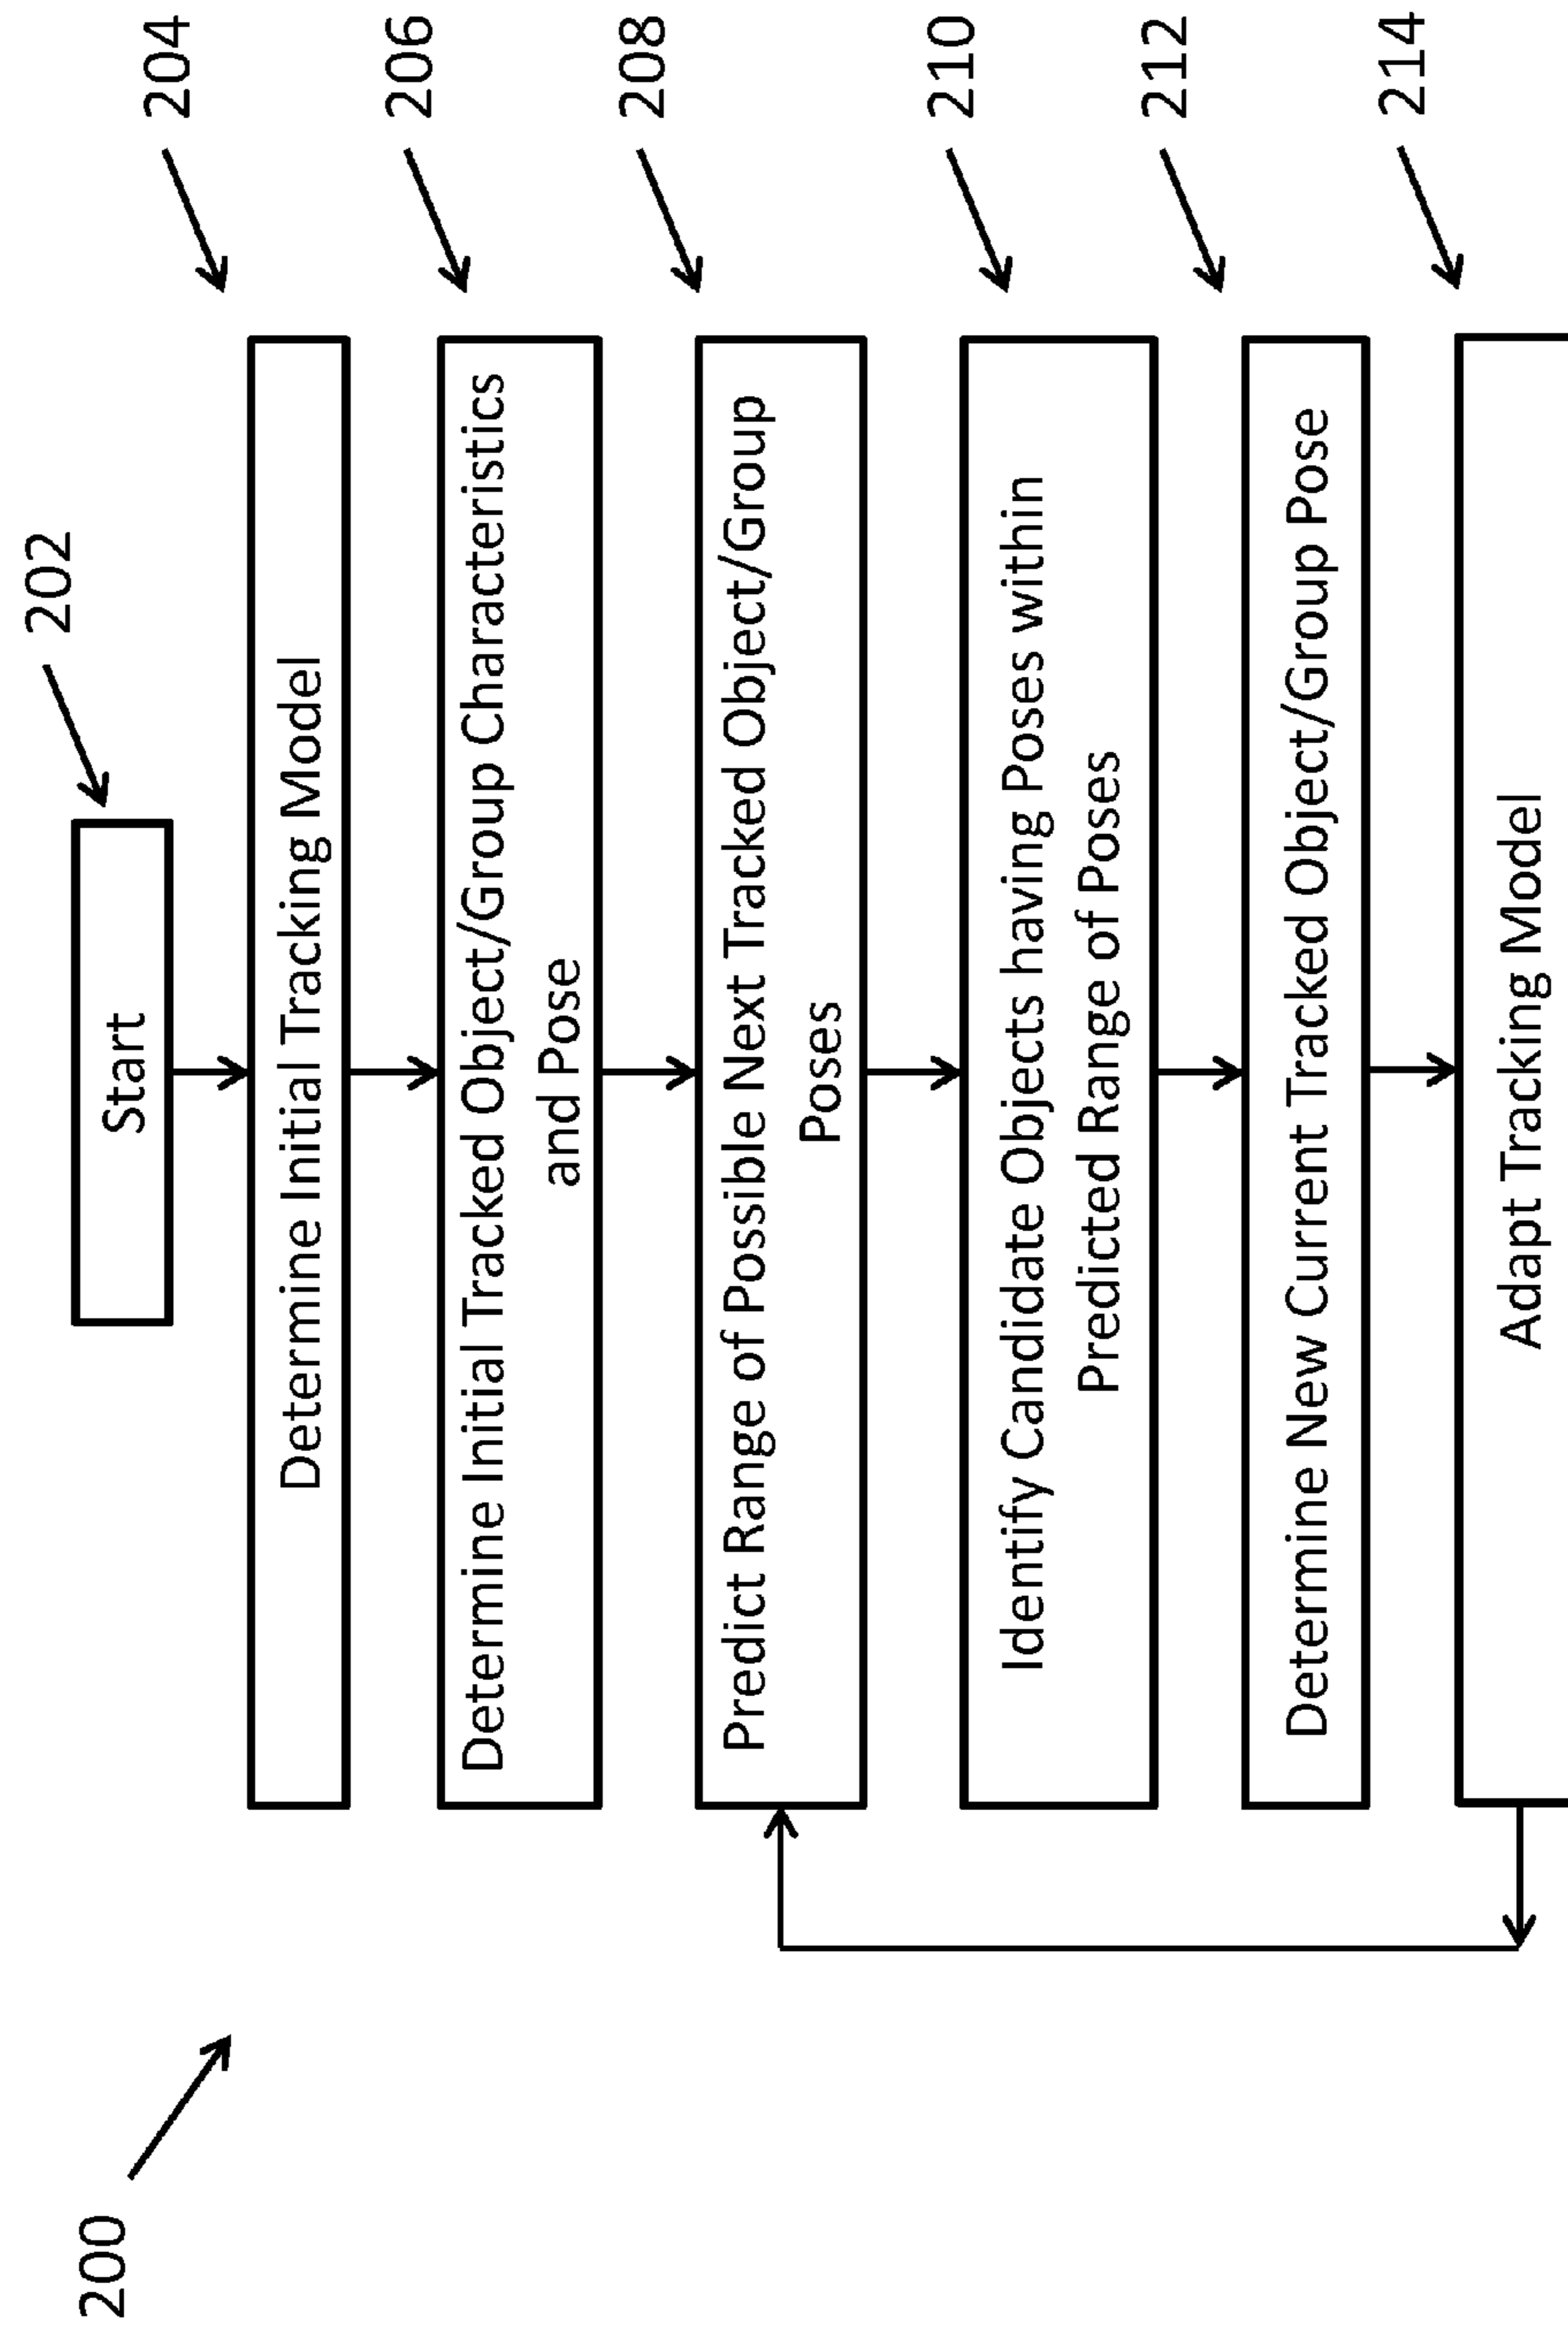 200
Start
202
Determine Initial Tracking Model
204
Determine Initial Tracked Object/Group Characteristics
and Pose
206
Predict Range of Possible Next Tracked Object/Group
Poses
208
Identify Candidate Objects having Poses within
Predicted Range of Poses
210
Determine New Current Tracked Object/Group Pose
212
Adapt Tracking Model
214